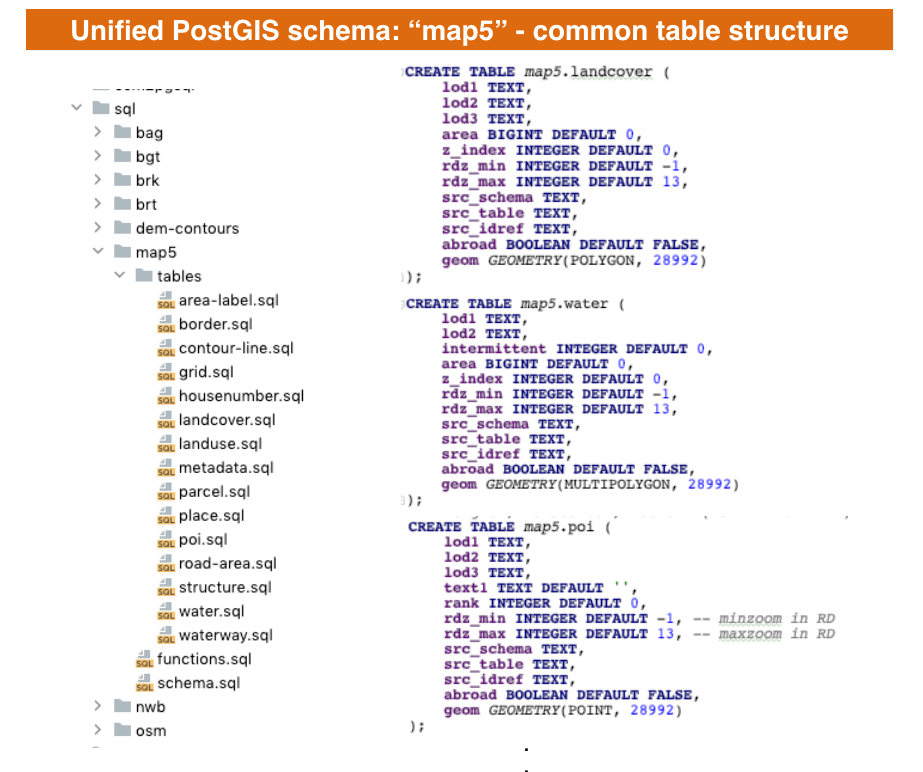 Unified PostGIS schema: “map5” - common table structure
sql
bag
bgt
brk
brt
dem-contours
map5
tables
area-label.sql
border.sql
contour-line.sql
grid.sql
housenumber.sql
landcover.sql
landuse.sql
metadata.sql
parcel.sql
place.sql
poi.sql
road-area.sql
structure.sql
water.sql
waterway.sql
functions.sql
schema.sql
nwb
osm
CREATE TABLE map5.landcover (
lod1 TEXT,
lod2 TEXT,
lod3 TEXT,
area BIGINT DEFAULT 0,
z_index INTEGER DEFAULT 0,
rdz_min INTEGER DEFAULT -1,
rdz_max INTEGER DEFAULT 13,
src_schema TEXT,
src_table TEXT,
src_idref TEXT,
abroad BOOLEAN DEFAULT FALSE,
geom GEOMETRY(POLYGON, 28992)
);
CREATE TABLE map5.water (
lod1 TEXT,
lod2 TEXT,
intermittent INTEGER DEFAULT 0,
area BIGINT DEFAULT 0,
z_index INTEGER DEFAULT 0,
rdz_min INTEGER DEFAULT -1,
rdz_max INTEGER DEFAULT 13,
src_schema TEXT,
src_table TEXT,
src_idref TEXT,
abroad BOOLEAN DEFAULT FALSE,
geom GEOMETRY(MULTIPOLYGON, 28992)
);
CREATE TABLE map5.poi (
lod1 TEXT,
lod2 TEXT,
lod3 TEXT,
text1 TEXT DEFAULT '',
rank INTEGER DEFAULT 0,
rdz_min INTEGER DEFAULT -1, -- minzoom in RD
rdz_max INTEGER DEFAULT 13, -- maxzoom in RD
src_schema TEXT,
src_table TEXT,
src_idref TEXT,
abroad BOOLEAN DEFAULT FALSE,
geom GEOMETRY(POINT, 28992)
);
.
.